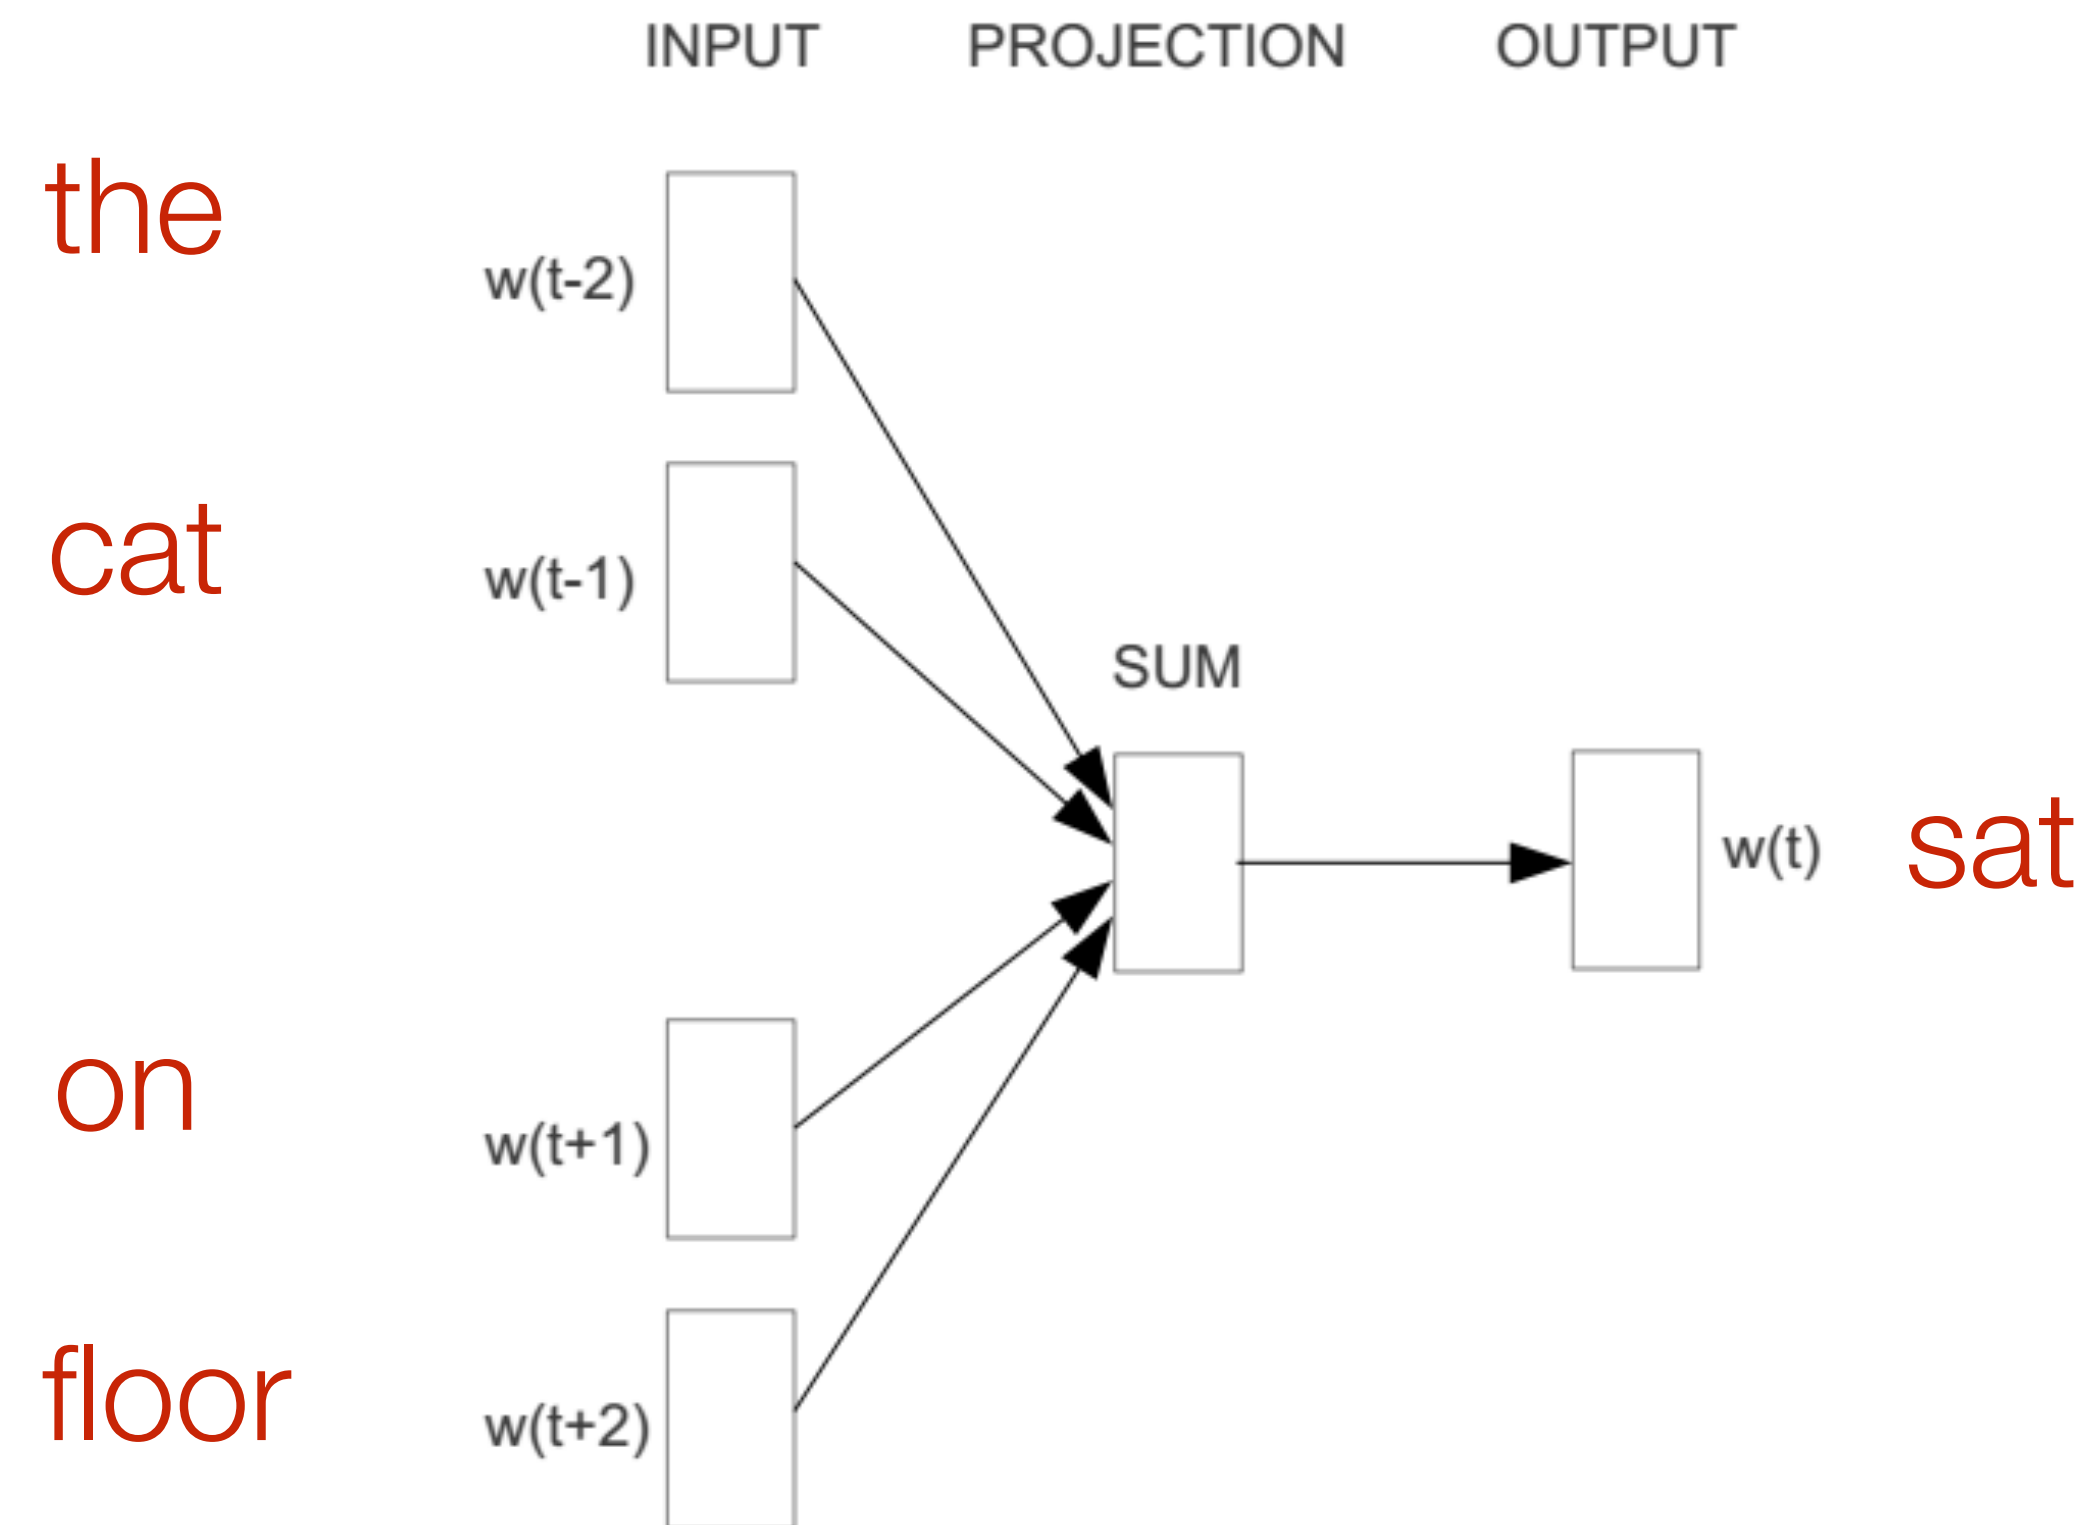 INPUT PROJECTION OUTPUT
the
w(t-2)
cat
w(t-1)
SUM
w(t) sat
on
w(t+1)
floor
w(t+2)